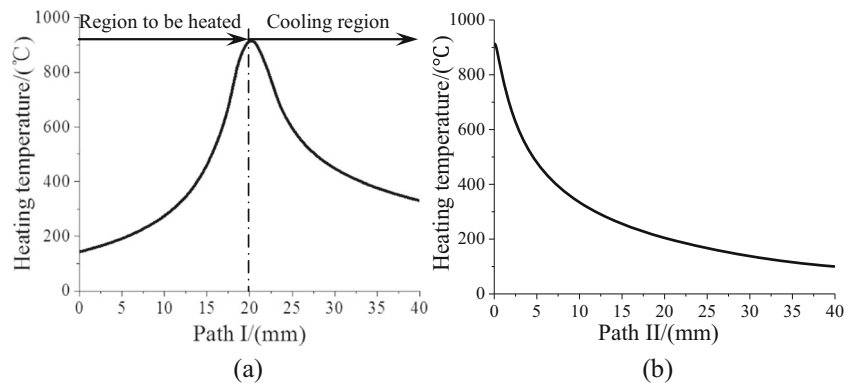 Region to be heated
Cooling region
Heating temperature/(℃)
1000
800
600
400
200
0
0 5 10 15 20 25 30 35 40
Path I/(mm)
(a)
Heating temperature/(℃)
1000
800
600
400
200
0
0 5 10 15 20 25 30 35 40
Path II/(mm)
(b)